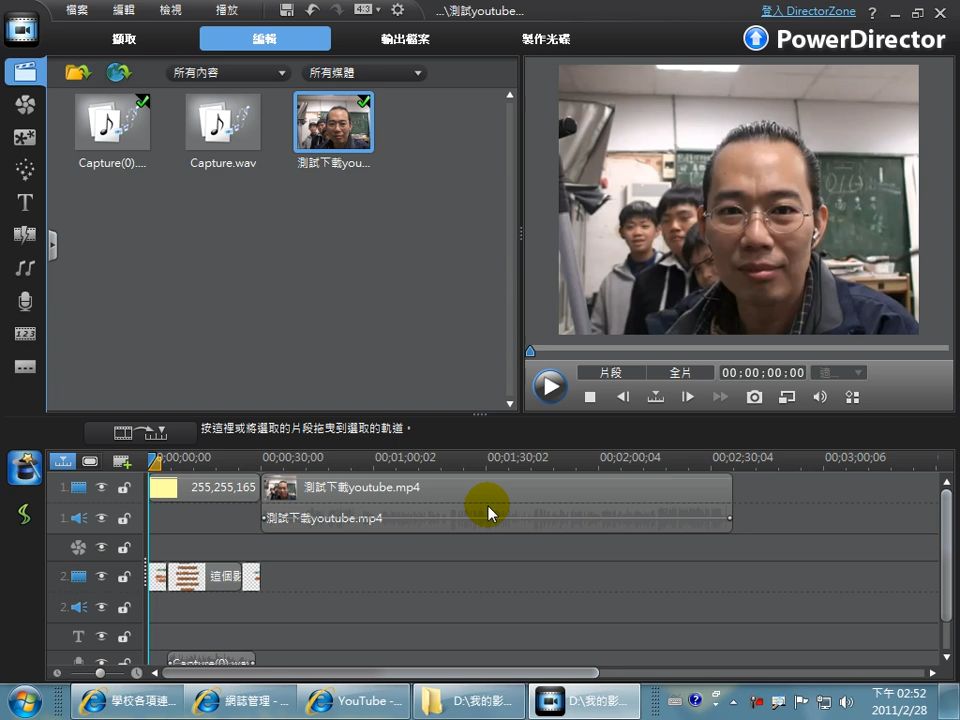 檔案 編輯 檢視 播放 4:3 ...\測試youtube... 登入 DirectorZone ?
擷取 編輯 輸出檔案 製作光碟 PowerDirector
所有內容 所有媒體
Capture(0).... Capture.wav 測試下載you...
片段 全片 00;00;00;00 適...
按這裡或將選取的片段拖曳到選取的軌道。
00;00;00;00 00;00;30;00 00;01;00;02 00;01;30;02 00;02;00;04 00;02;30;04 00;03;00;06
1. 255,255,165 測試下載youtube.mp4
1. 測試下載youtube.mp4
2. 這個影
2.
T
Capture(0).wav
學校各項連... 網誌管理 - ... YouTube -... D:\我的影... D:\我的影...
下午 02:52
2011/2/28